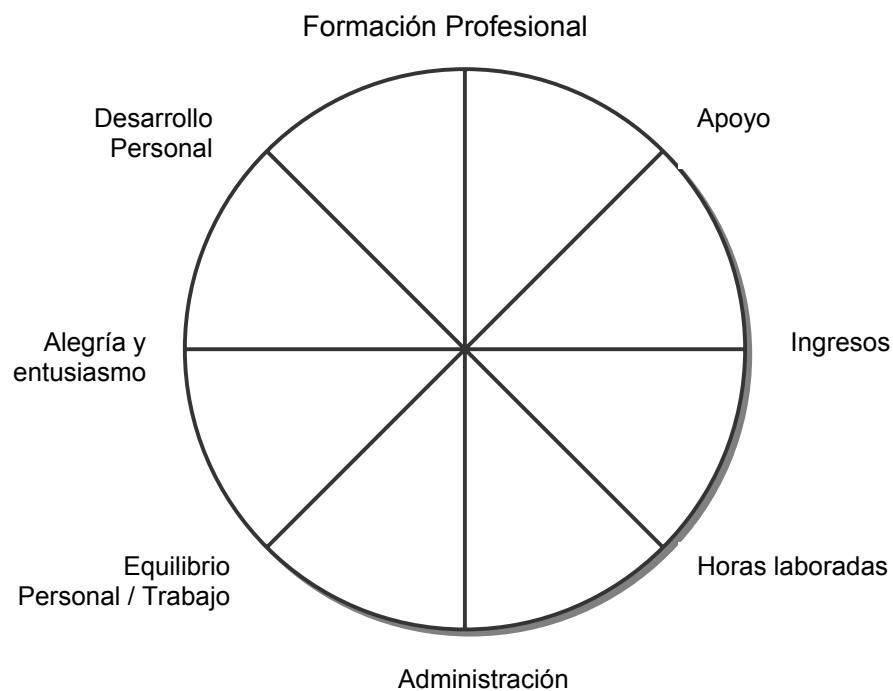 Formación Profesional
Desarrollo
Personal
Apoyo
Alegría y
entusiasmo
Ingresos
Equilibrio
Personal / Trabajo
Horas laboradas
Administración